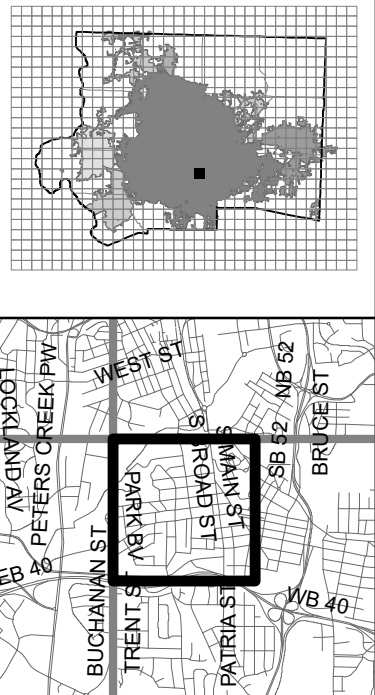 WEST ST
NB 52
LOCKLAND AV
PETERS CREEK PW
BRUCE ST
S BROAD ST
S MAIN ST
SB 52
PARK BV
BUCHANAN ST
EB 40
TRENT ST
PATRIA ST
WB 40